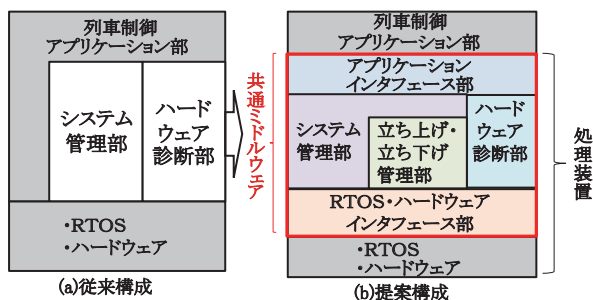 列車制御
アプリケーション部
システム
管理部
ハード
ウェア
診断部
・RTOS
・ハードウェア
(a)従来構成
共通ミドルウェア
列車制御
アプリケーション部
アプリケーション
インタフェース部
システム
管理部
立ち上げ・
立ち下げ
管理部
ハード
ウェア
診断部
RTOS・ハードウェア
インタフェース部
・RTOS
・ハードウェア
処理装置
(b)提案構成